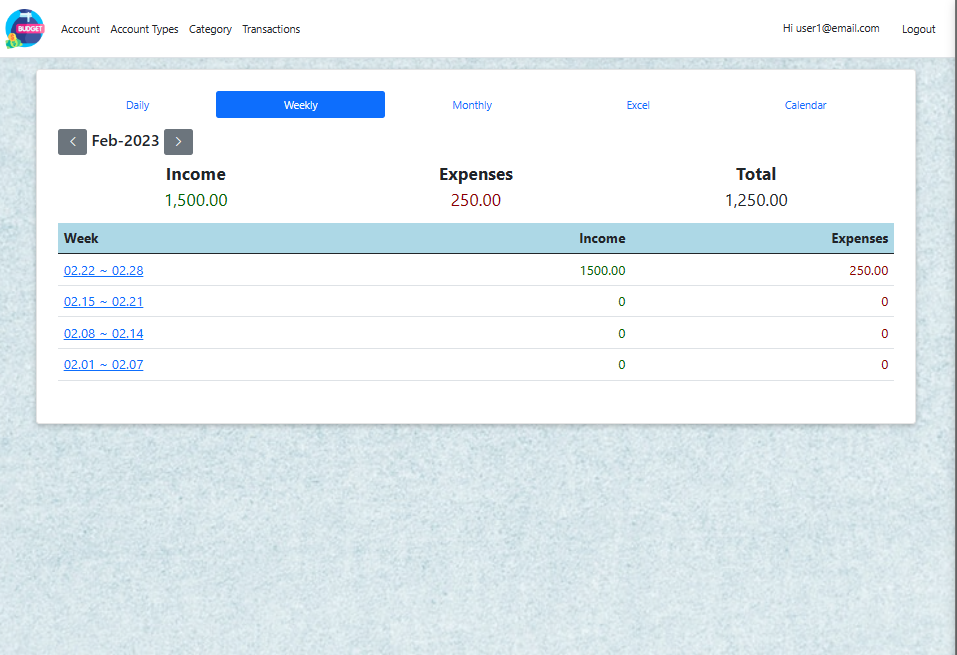 BUDGET Account Account Types Category Transactions Hi user1@email.com Logout
Daily Weekly Monthly Excel Calendar
< Feb-2023 >
Income Expenses Total
1,500.00 250.00 1,250.00
Week Income Expenses
02.22 ~ 02.28 1500.00 250.00
02.15 ~ 02.21 0 0
02.08 ~ 02.14 0 0
02.01 ~ 02.07 0 0